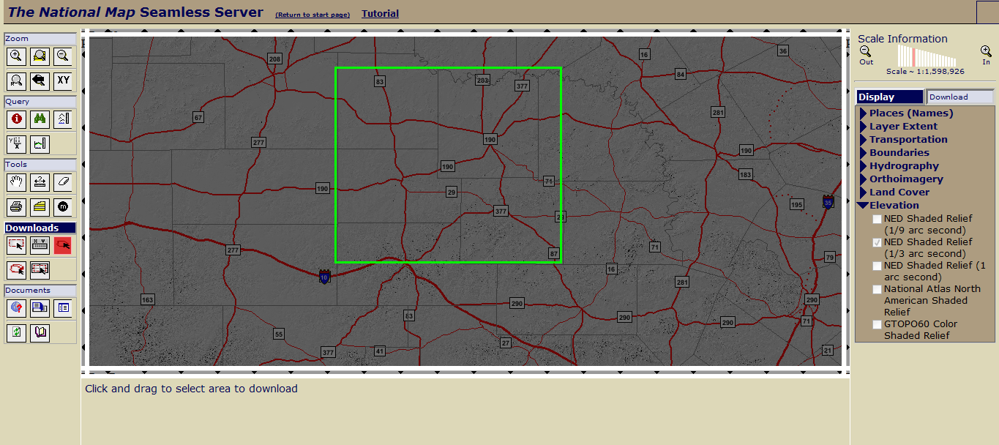 The National Map Seamless Server (Return to start page) Tutorial
Zoom
R
XY
Query
Tools
m
Downloads
Documents
208
16
36
83
283
377
84
67
281
277
190
190
190
183
71
190
29
195
35
377
277
87
71
79
10
16
281
163
290
290
83
290
290
71
55
27
377
41
21
Click and drag to select area to download
Scale Information
Out
In
Scale ~ 1:1,598,926
Display
Download
Places (Names)
Layer Extent
Transportation
Boundaries
Hydrography
Orthoimagery
Land Cover
Elevation
NED Shaded Relief
(1/9 arc second)
NED Shaded Relief
(1/3 arc second)
NED Shaded Relief (1
arc second)
National Atlas North
American Shaded
Relief
GTOPO60 Color
Shaded Relief